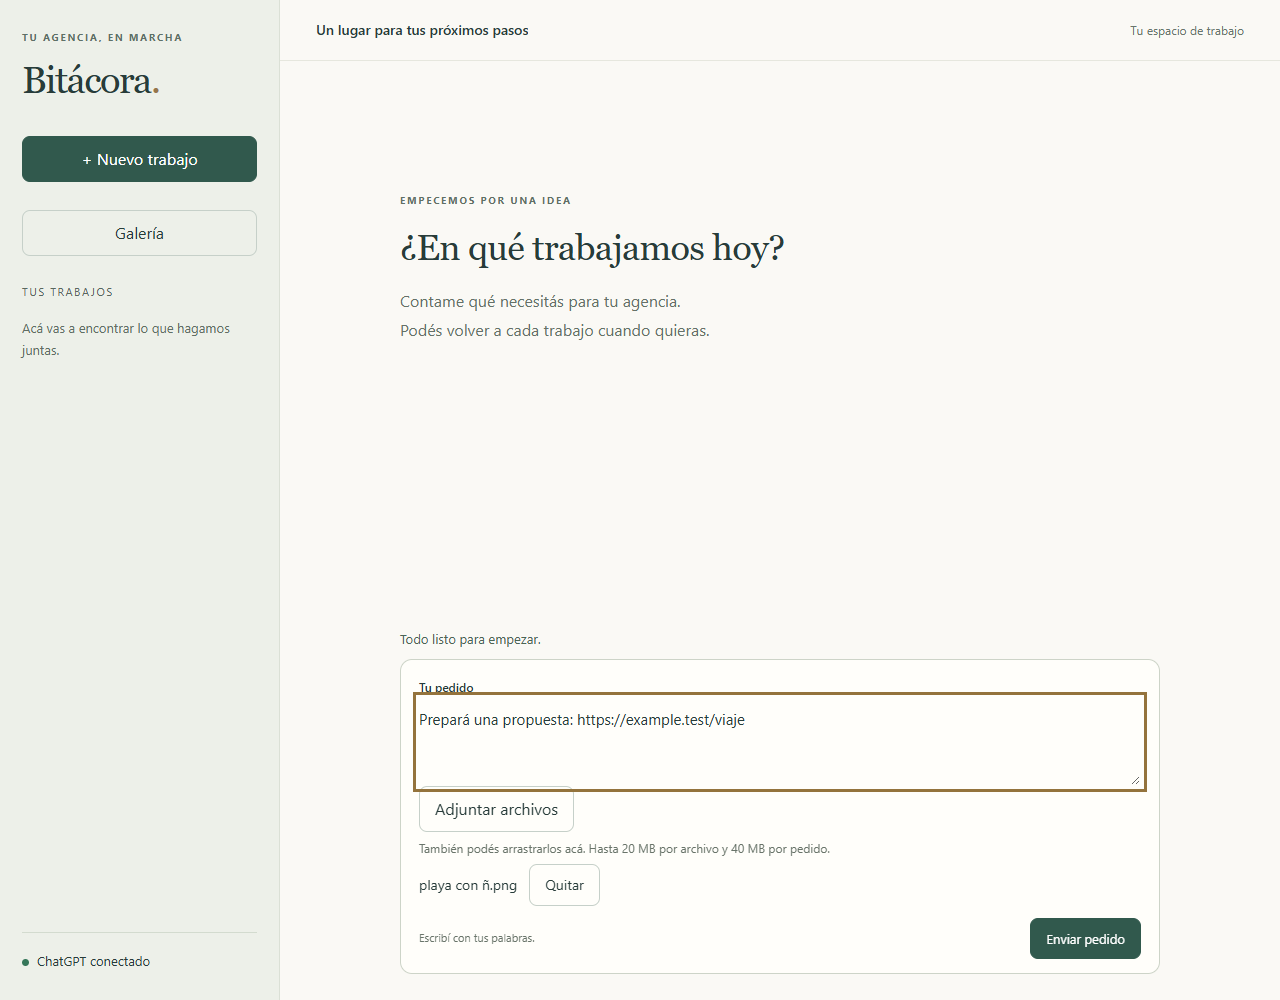 TU AGENCIA, EN MARCHA
Bitácora.
+ Nuevo trabajo
Galería
TUS TRABAJOS
Acá vas a encontrar lo que hagamos
juntas.
ChatGPT conectado
Un lugar para tus próximos pasos
Tu espacio de trabajo
EMPECEMOS POR UNA IDEA
¿En qué trabajamos hoy?
Contame qué necesitás para tu agencia.
Podés volver a cada trabajo cuando quieras.
Todo listo para empezar.
Tu pedido
Prepará una propuesta: https://example.test/viaje
Adjuntar archivos
También podés arrastrarlos acá. Hasta 20 MB por archivo y 40 MB por pedido.
playa con ñ.png
Quitar
Escribí con tus palabras.
Enviar pedido